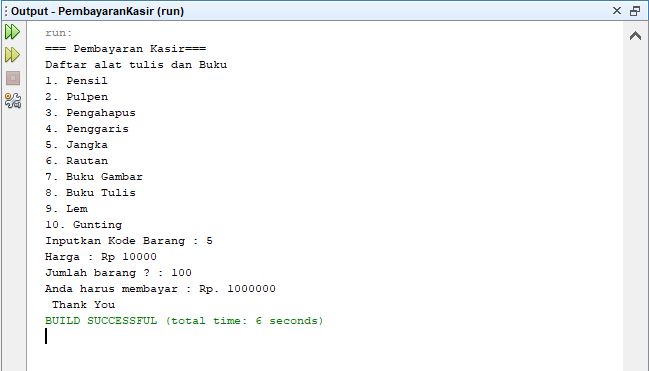 Output - PembayaranKasir (run)
run:
=== Pembayaran Kasir===
Daftar alat tulis dan Buku
1. Pensil
2. Pulpen
3. Pengahapus
4. Penggaris
5. Jangka
6. Rautan
7. Buku Gambar
8. Buku Tulis
9. Lem
10. Gunting
Inputkan Kode Barang : 5
Harga : Rp 10000
Jumlah barang ? : 100
Anda harus membayar : Rp. 1000000
Thank You
BUILD SUCCESSFUL (total time: 6 seconds)